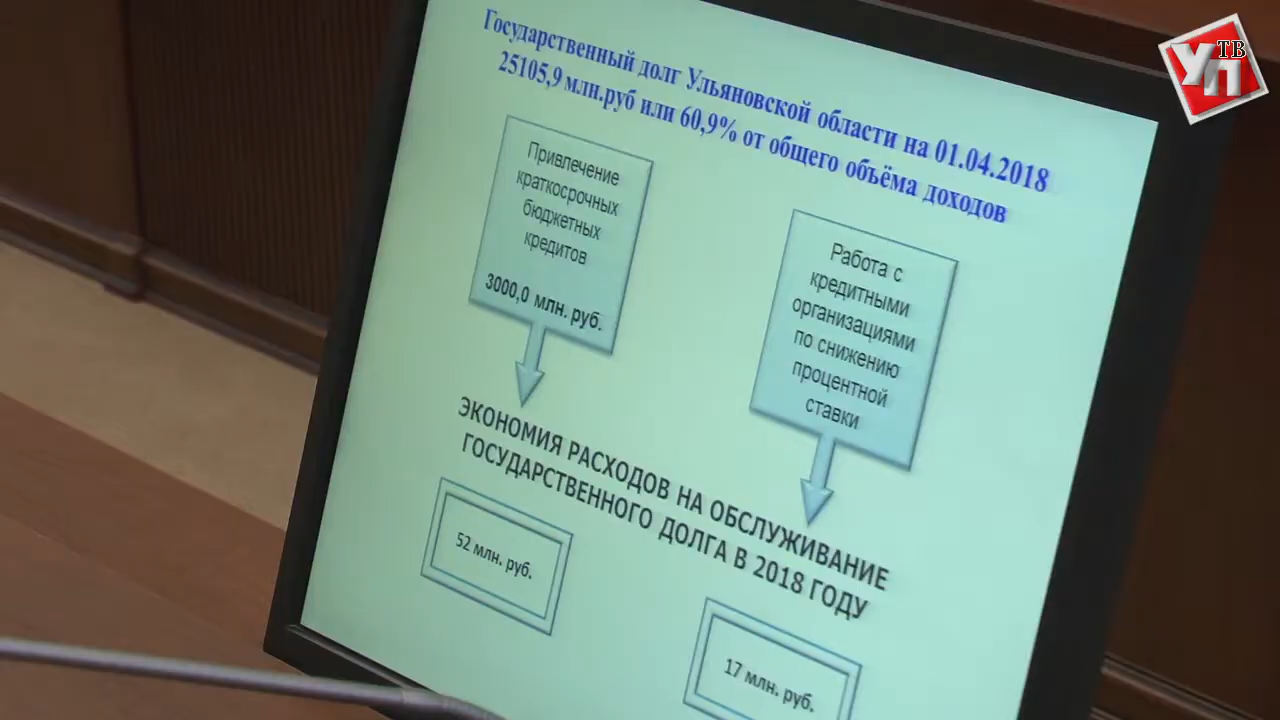 Государственный долг Ульяновской области на 01.04.2018
25105,9 млн.руб или 60,9% от общего объёма доходов
Привлечение
краткосрочных
бюджетных
кредитов
3000,0 млн. руб.
Работа с
кредитными
организациями
по снижению
процентной
ставки
ЭКОНОМИЯ РАСХОДОВ НА ОБСЛУЖИВАНИЕ
ГОСУДАРСТВЕННОГО ДОЛГА В 2018 ГОДУ
52 млн. руб.
17 млн. руб.
УП ТВ